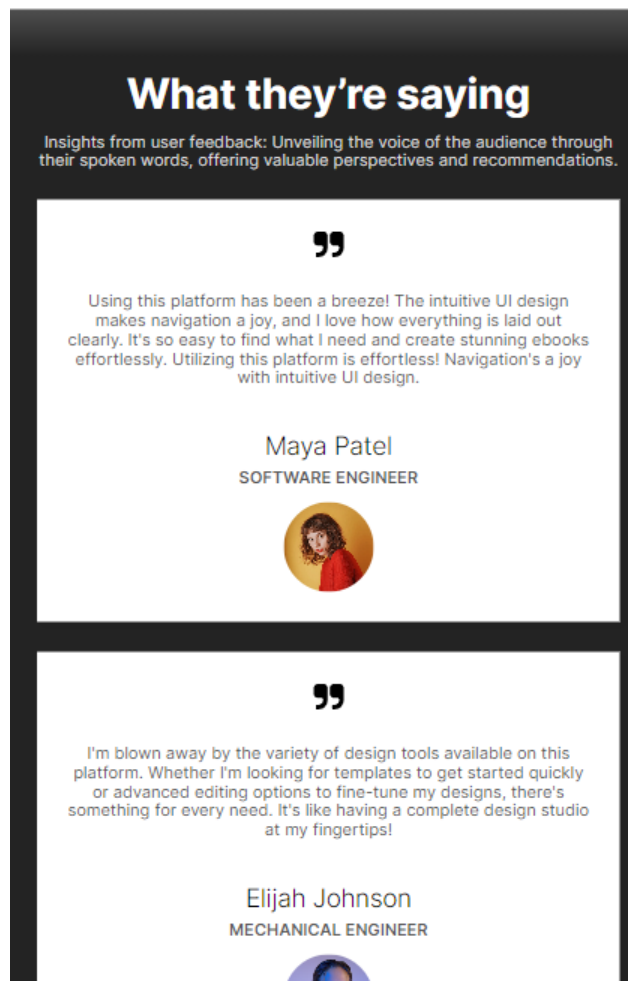 What they’re saying
Insights from user feedback: Unveiling the voice of the audience through
their spoken words, offering valuable perspectives and recommendations.
Using this platform has been a breeze! The intuitive UI design
makes navigation a joy, and I love how everything is laid out
clearly. It's so easy to find what I need and create stunning ebooks
effortlessly. Utilizing this platform is effortless! Navigation's a joy
with intuitive UI design.
Maya Patel
SOFTWARE ENGINEER
I'm blown away by the variety of design tools available on this
platform. Whether I'm looking for templates to get started quickly
or advanced editing options to fine-tune my designs, there's
something for every need. It's like having a complete design studio
at my fingertips!
Elijah Johnson
MECHANICAL ENGINEER